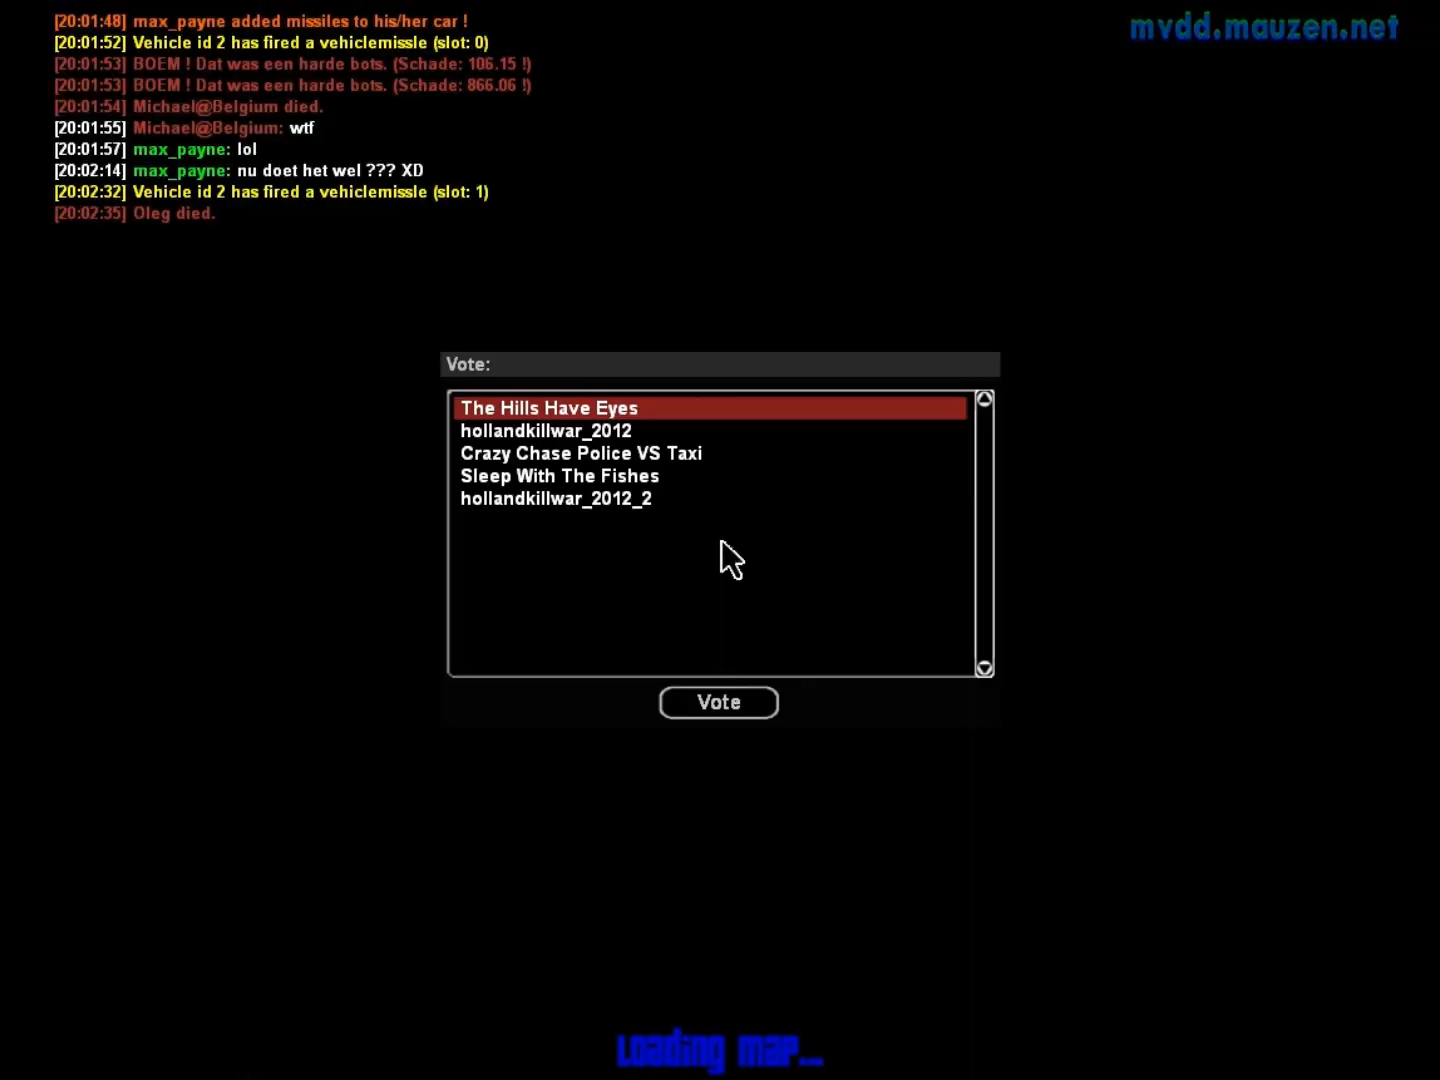 [20:01:48] max_payne added missiles to his/her car !
mvdd.mauzen.net
[20:01:52] Vehicle id 2 has fired a vehiclemissle (slot: 0)
[20:01:53] BOEM ! Dat was een harde bots. (Schade: 106.15 !)
[20:01:53] BOEM ! Dat was een harde bots. (Schade: 866.06 !)
[20:01:54] Michael@Belgium died.
[20:01:55] Michael@Belgium: wtf
[20:01:57] max_payne: lol
[20:02:14] max_payne: nu doet het wel ??? XD
[20:02:32] Vehicle id 2 has fired a vehiclemissle (slot: 1)
[20:02:35] Oleg died.
Vote:
The Hills Have Eyes
hollandkillwar_2012
Crazy Chase Police VS Taxi
Sleep With The Fishes
hollandkillwar_2012_2
Vote
Loading map...